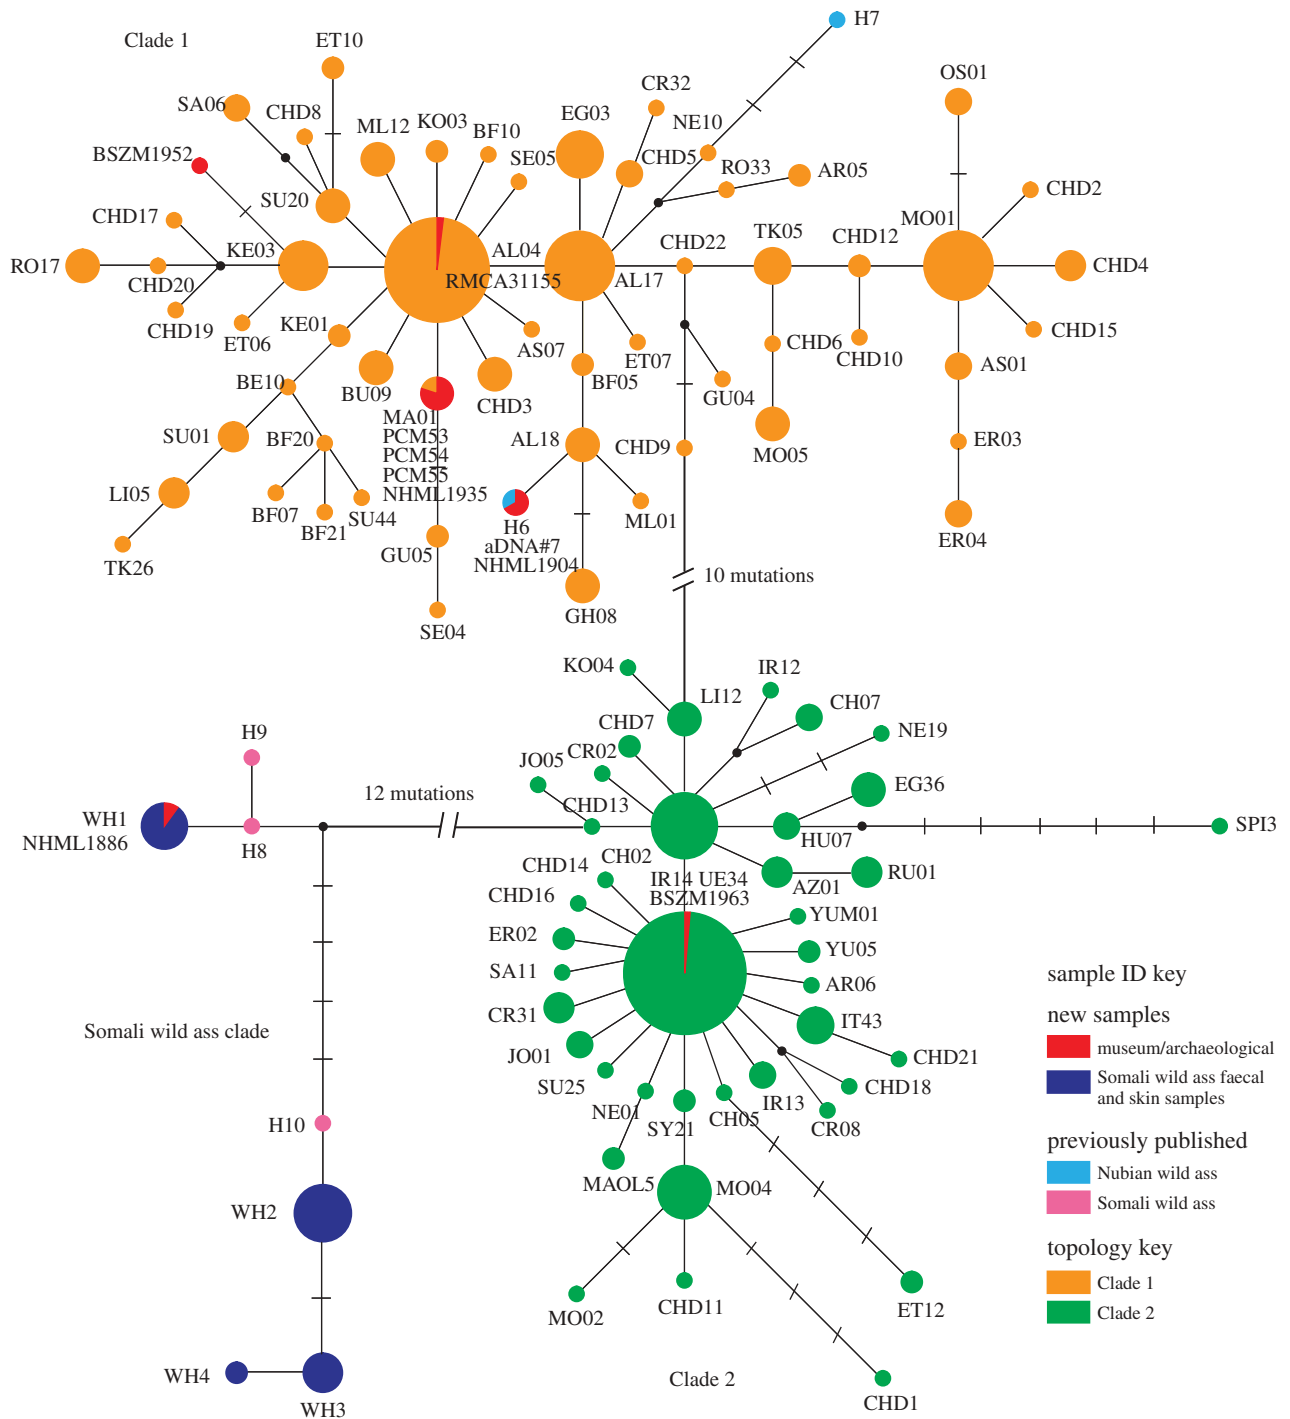 Clade 1
ET10
H7
OS01
SA06
CHD8
ML12
KO03
BF10
EG03
CR32
NE10
BSZM1952
SE05
CHD5
RO33
AR05
CHD2
SU20
CHD17
KE03
AL04
CHD22
TK05
CHD12
MO01
RO17
CHD20
RMCA31155
AL17
CHD4
CHD19
ET06
KE01
AS07
ET07
CHD6
CHD10
CHD15
BE10
BU09
CHD3
BF05
GU04
AS01
MA01
PCM53
PCM54
PCM55
NHML1935
SU01
BF20
AL18
CHD9
MO05
ER03
LI05
BF07
BF21
SU44
H6
aDNA#7
NHML1904
ML01
ER04
TK26
GU05
GH08
SE04
10 mutations
KO04
LI12
IR12
CH07
CHD7
NE19
H9
JO05
CR02
12 mutations
CHD13
EG36
WH1
NHML1886
H8
HU07
SPI3
CH02
CHD14
IR14 UE34
BSZM1963
AZ01
RU01
CHD16
YUM01
ER02
YU05
SA11
AR06
CR31
IT43
Somali wild ass clade
JO01
CHD21
SU25
CHD18
NE01
SY21
CH05
IR13
CR08
H10
MAOL5
MO04
WH2
ET12
MO02
CHD11
WH4
WH3
Clade 2
CHD1
sample ID key
new samples
museum/archaeological
Somali wild ass faecal
and skin samples
previously published
Nubian wild ass
Somali wild ass
topology key
Clade 1
Clade 2